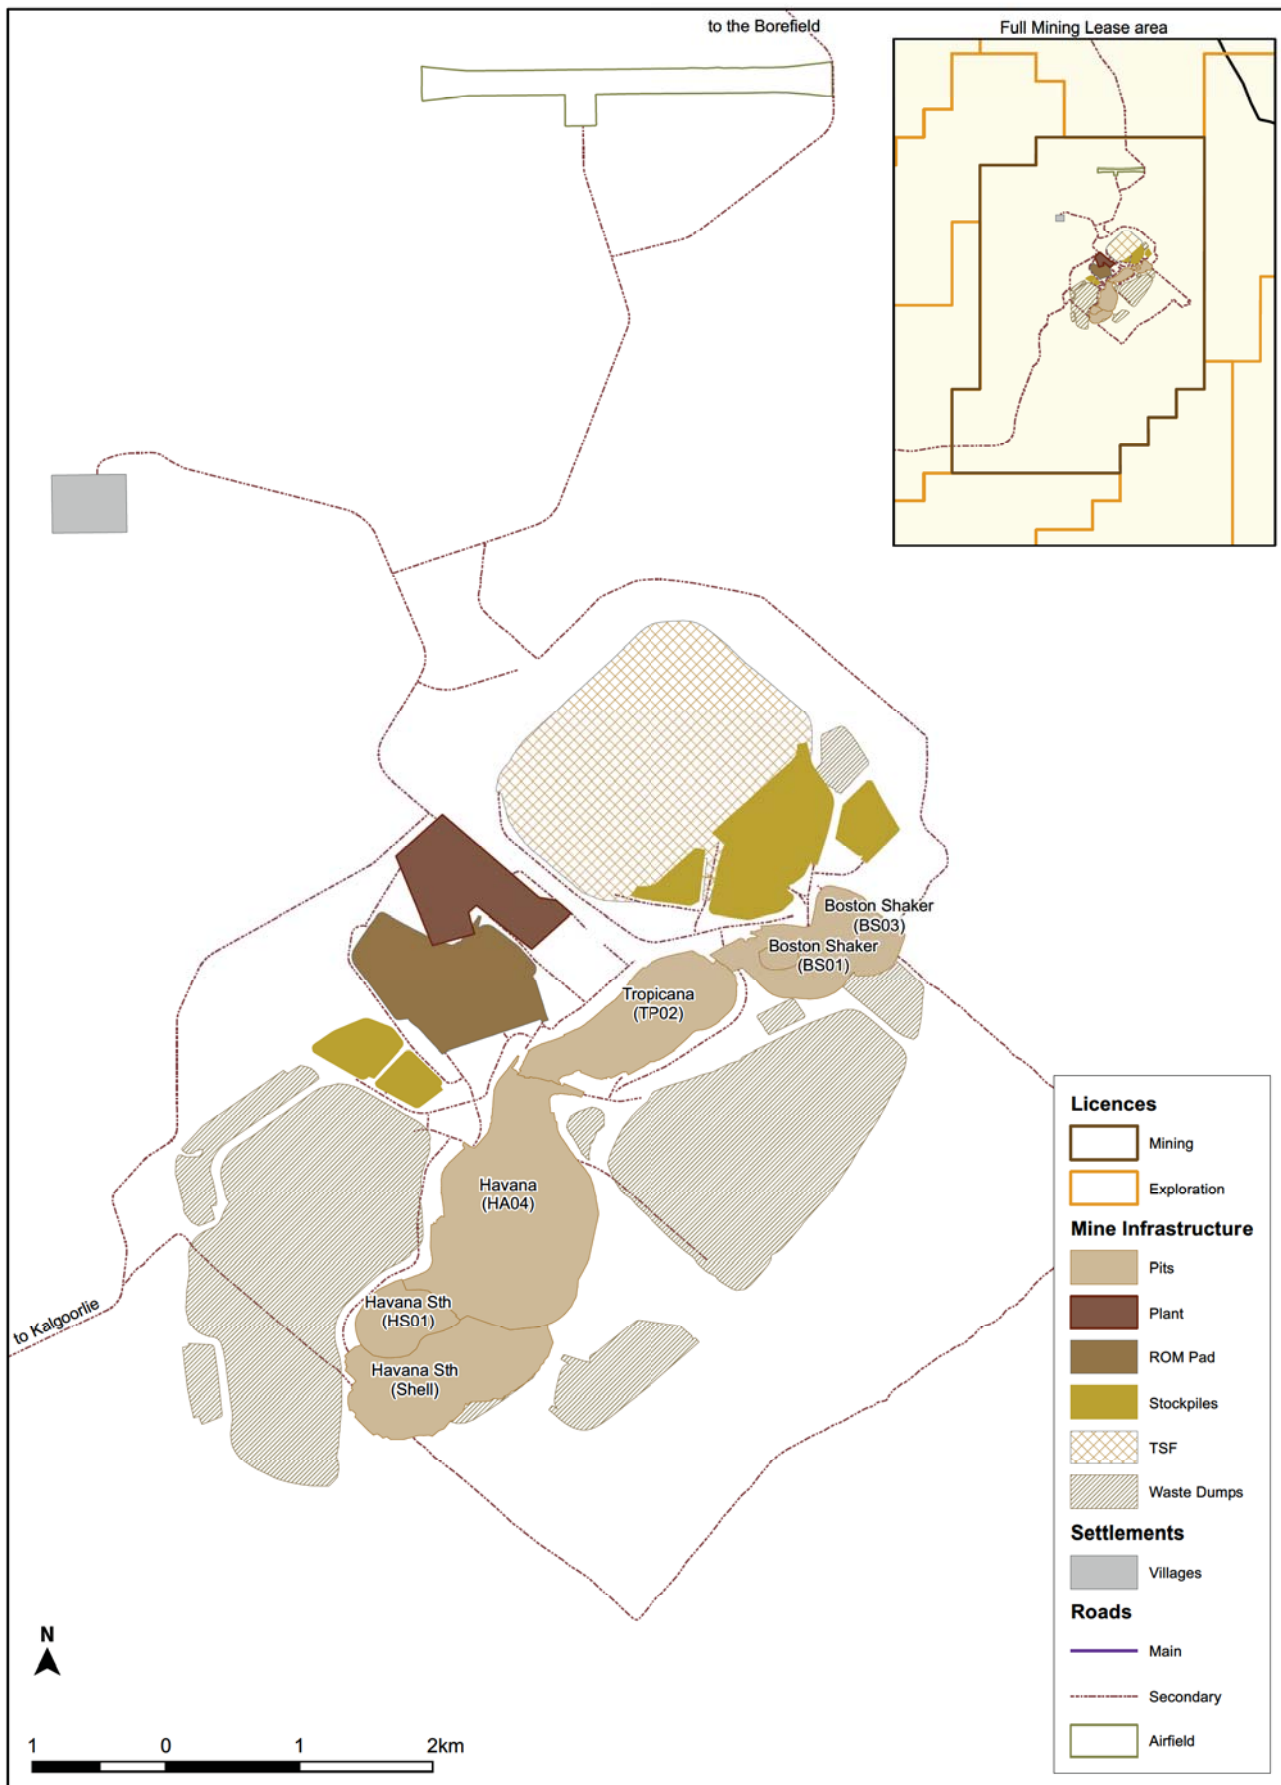 to the Borefield
Full Mining Lease area
Boston Shaker
(BS03)
Boston Shaker
(BS01)
Tropicana
(TP02)
Havana
(HA04)
Havana Sth
(HS01)
Havana Sth
(Shell)
to Kalgoorlie
Licences
Mining
Exploration
Mine Infrastructure
Pits
Plant
ROM Pad
Stockpiles
TSF
Waste Dumps
Settlements
Villages
Roads
Main
Secondary
Airfield
N
1 0 1 2km